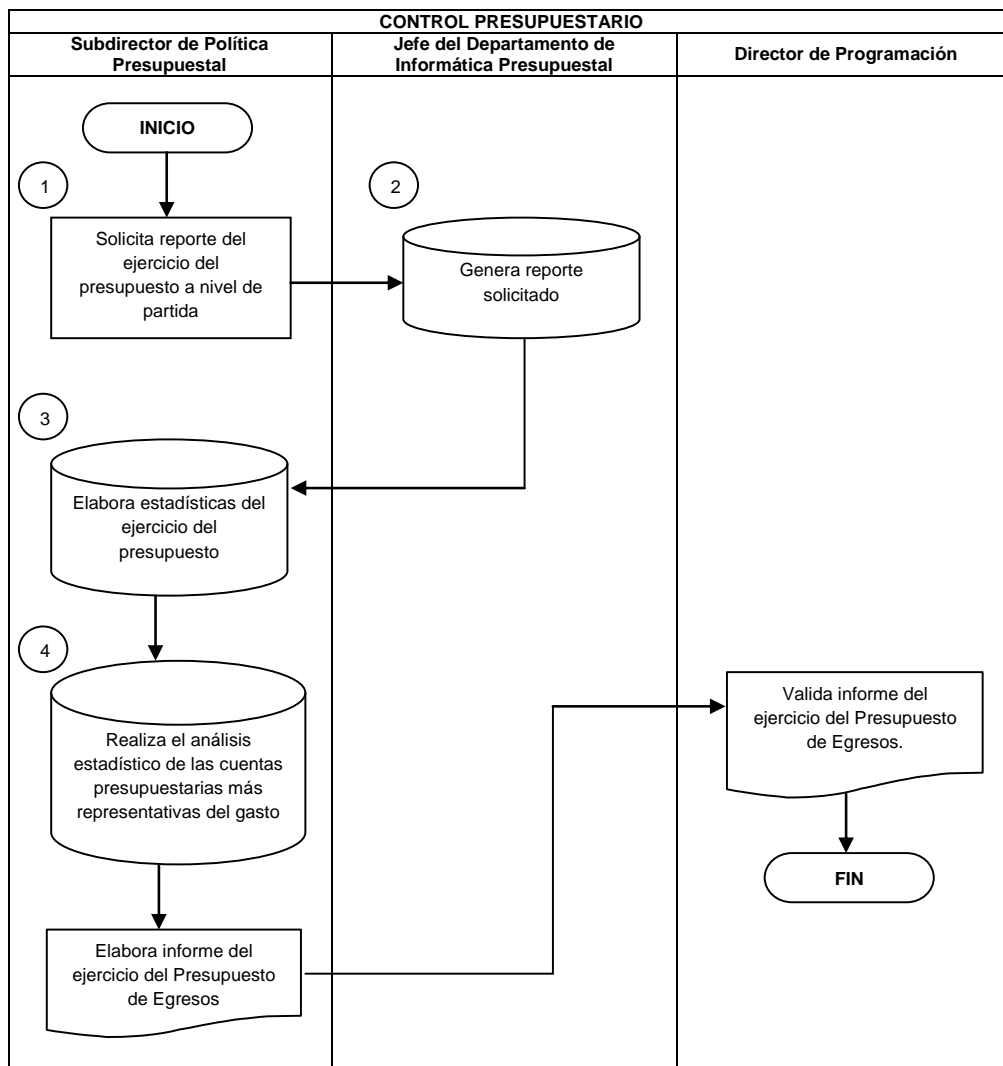 CONTROL PRESUPUESTARIO
Subdirector de Política
Presupuestal
Jefe del Departamento de
Informática Presupuestal
Director de Programación
INICIO
1
2
Solicita reporte del
ejercicio del
presupuesto a nivel de
partida
Genera reporte
solicitado
3
Elabora estadísticas del
ejercicio del
presupuesto
4
Realiza el análisis
estadístico de las cuentas
presupuestarias más
representativas del gasto
Valida informe del
ejercicio del Presupuesto
de Egresos.
FIN
Elabora informe del
ejercicio del Presupuesto
de Egresos